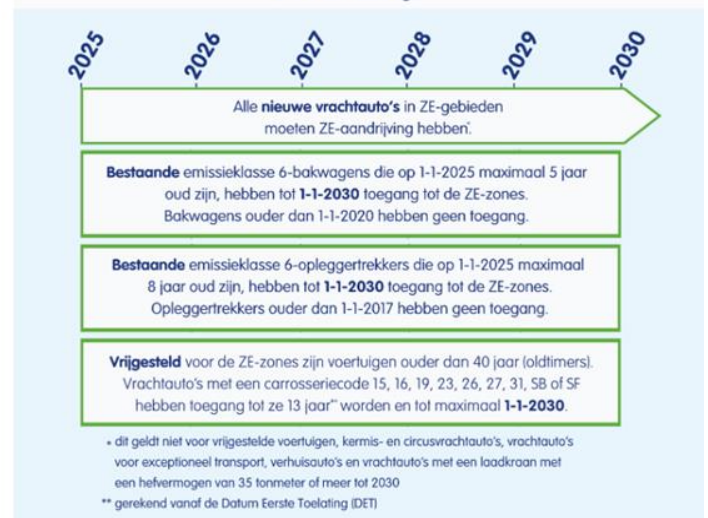 2025 2026 2027 2028 2029 2030
Alle nieuwe vrachtauto's in ZE-gebieden
moeten ZE-aandrijving hebben*.
Bestaande emissieklasse 6-bakwagens die op 1-1-2025 maximaal 5 jaar
oud zijn, hebben tot 1-1-2030 toegang tot de ZE-zones.
Bakwagens ouder dan 1-1-2020 hebben geen toegang.
Bestaande emissieklasse 6-opleggertrekkers die op 1-1-2025 maximaal
8 jaar oud zijn, hebben tot 1-1-2030 toegang tot de ZE-zones.
Opleggertrekkers ouder dan 1-1-2017 hebben geen toegang.
Vrijgesteld voor de ZE-zones zijn voertuigen ouder dan 40 jaar (oldtimers).
Vrachtauto's met een carrosseriecode 15, 16, 19, 23, 26, 27, 31, SB of SF
hebben toegang tot ze 13 jaar** worden en tot maximaal 1-1-2030.
* dit geldt niet voor vrijgestelde voertuigen, kermis- en circusvrachtauto's, vrachtauto's
voor exceptioneel transport, verhuisauto's en vrachtauto's met een laadkraan met
een hefvermogen van 35 tonmeter of meer tot 2030
** gerekend vanaf de Datum Eerste Toelating (DET)